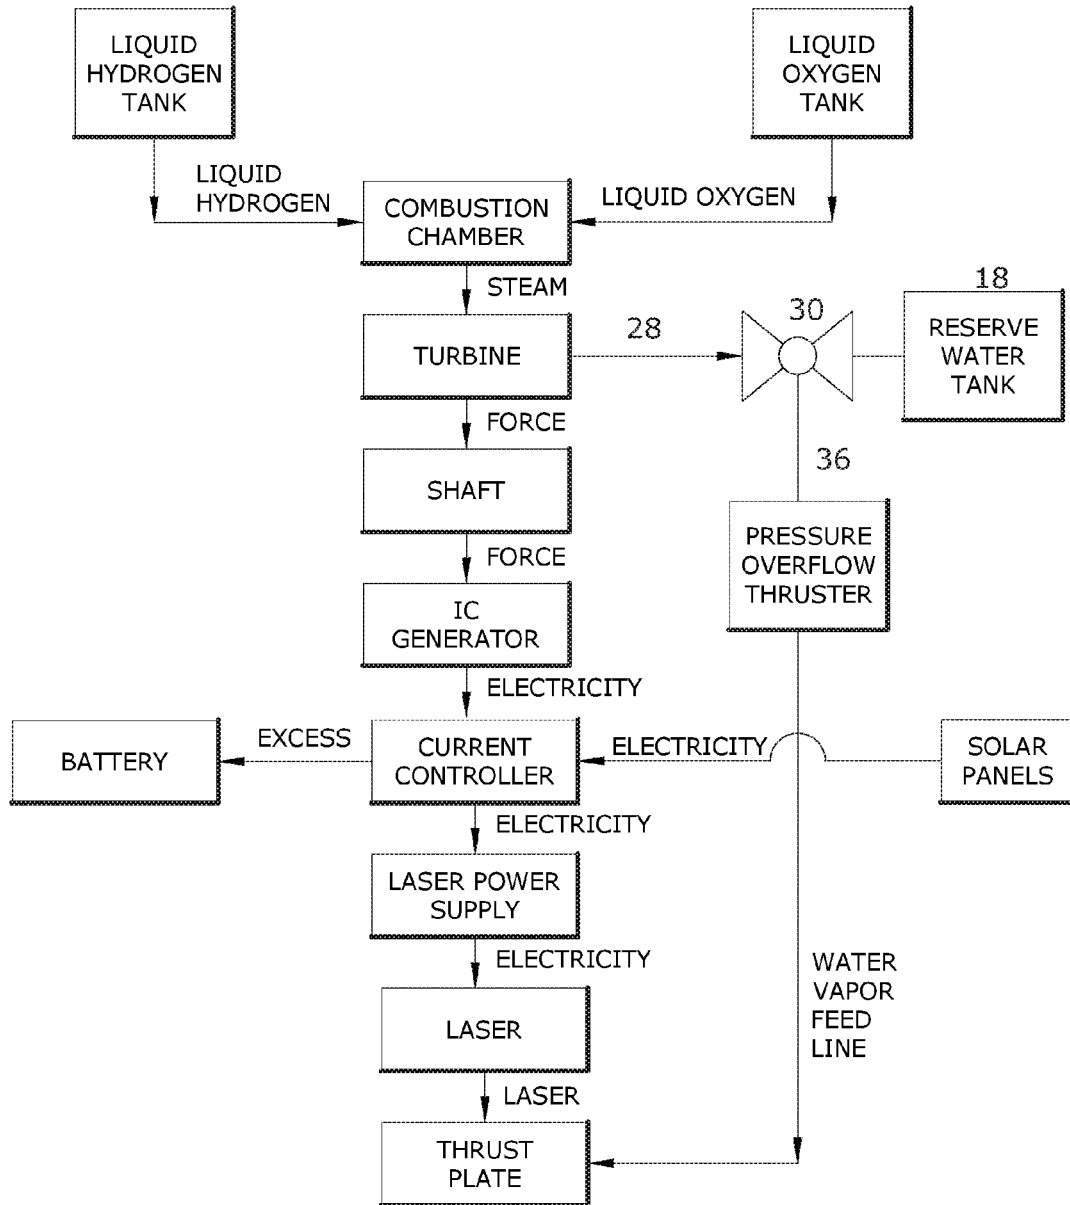 LIQUID
HYDROGEN
TANK
LIQUID
OXYGEN
TANK
LIQUID
HYDROGEN
COMBUSTION
CHAMBER
LIQUID OXYGEN
STEAM
TURBINE
28
30
18
RESERVE
WATER
TANK
FORCE
36
SHAFT
FORCE
PRESSURE
OVERFLOW
THRUSTER
IC
GENERATOR
ELECTRICITY
BATTERY
EXCESS
CURRENT
CONTROLLER
ELECTRICITY
SOLAR
PANELS
ELECTRICITY
LASER POWER
SUPPLY
ELECTRICITY
WATER
VAPOR
FEED
LINE
LASER
LASER
THRUST
PLATE